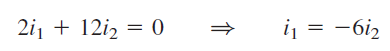 2i₁ + 12i₂ = 0 ⇒ i₁ = −6i₂